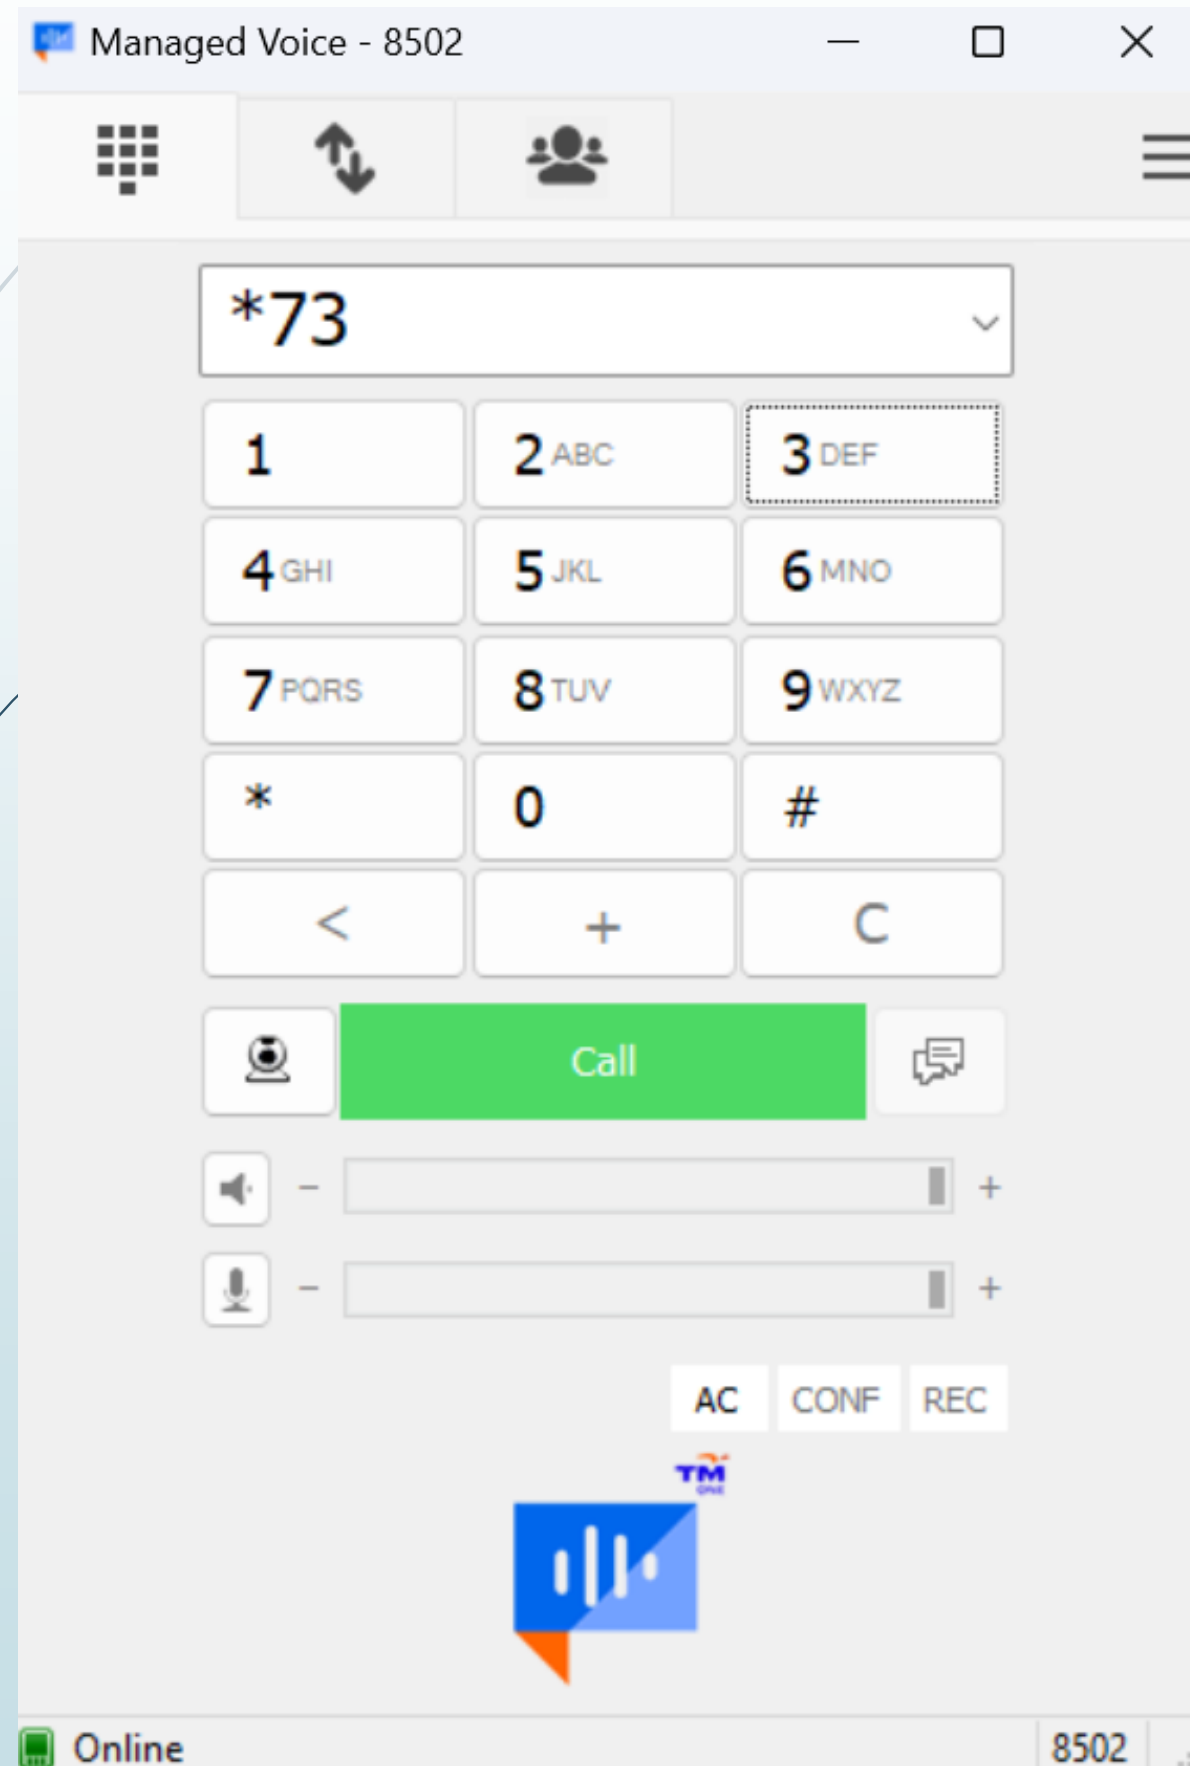 Managed Voice - 8502
*73
1 2 ABC 3 DEF
4 GHI 5 JKL 6 MNO
7 PQRS 8 TUV 9 WXYZ
* 0 #
< + C
Call
- +
- +
AC CONF REC
TM
ONE
Online 8502